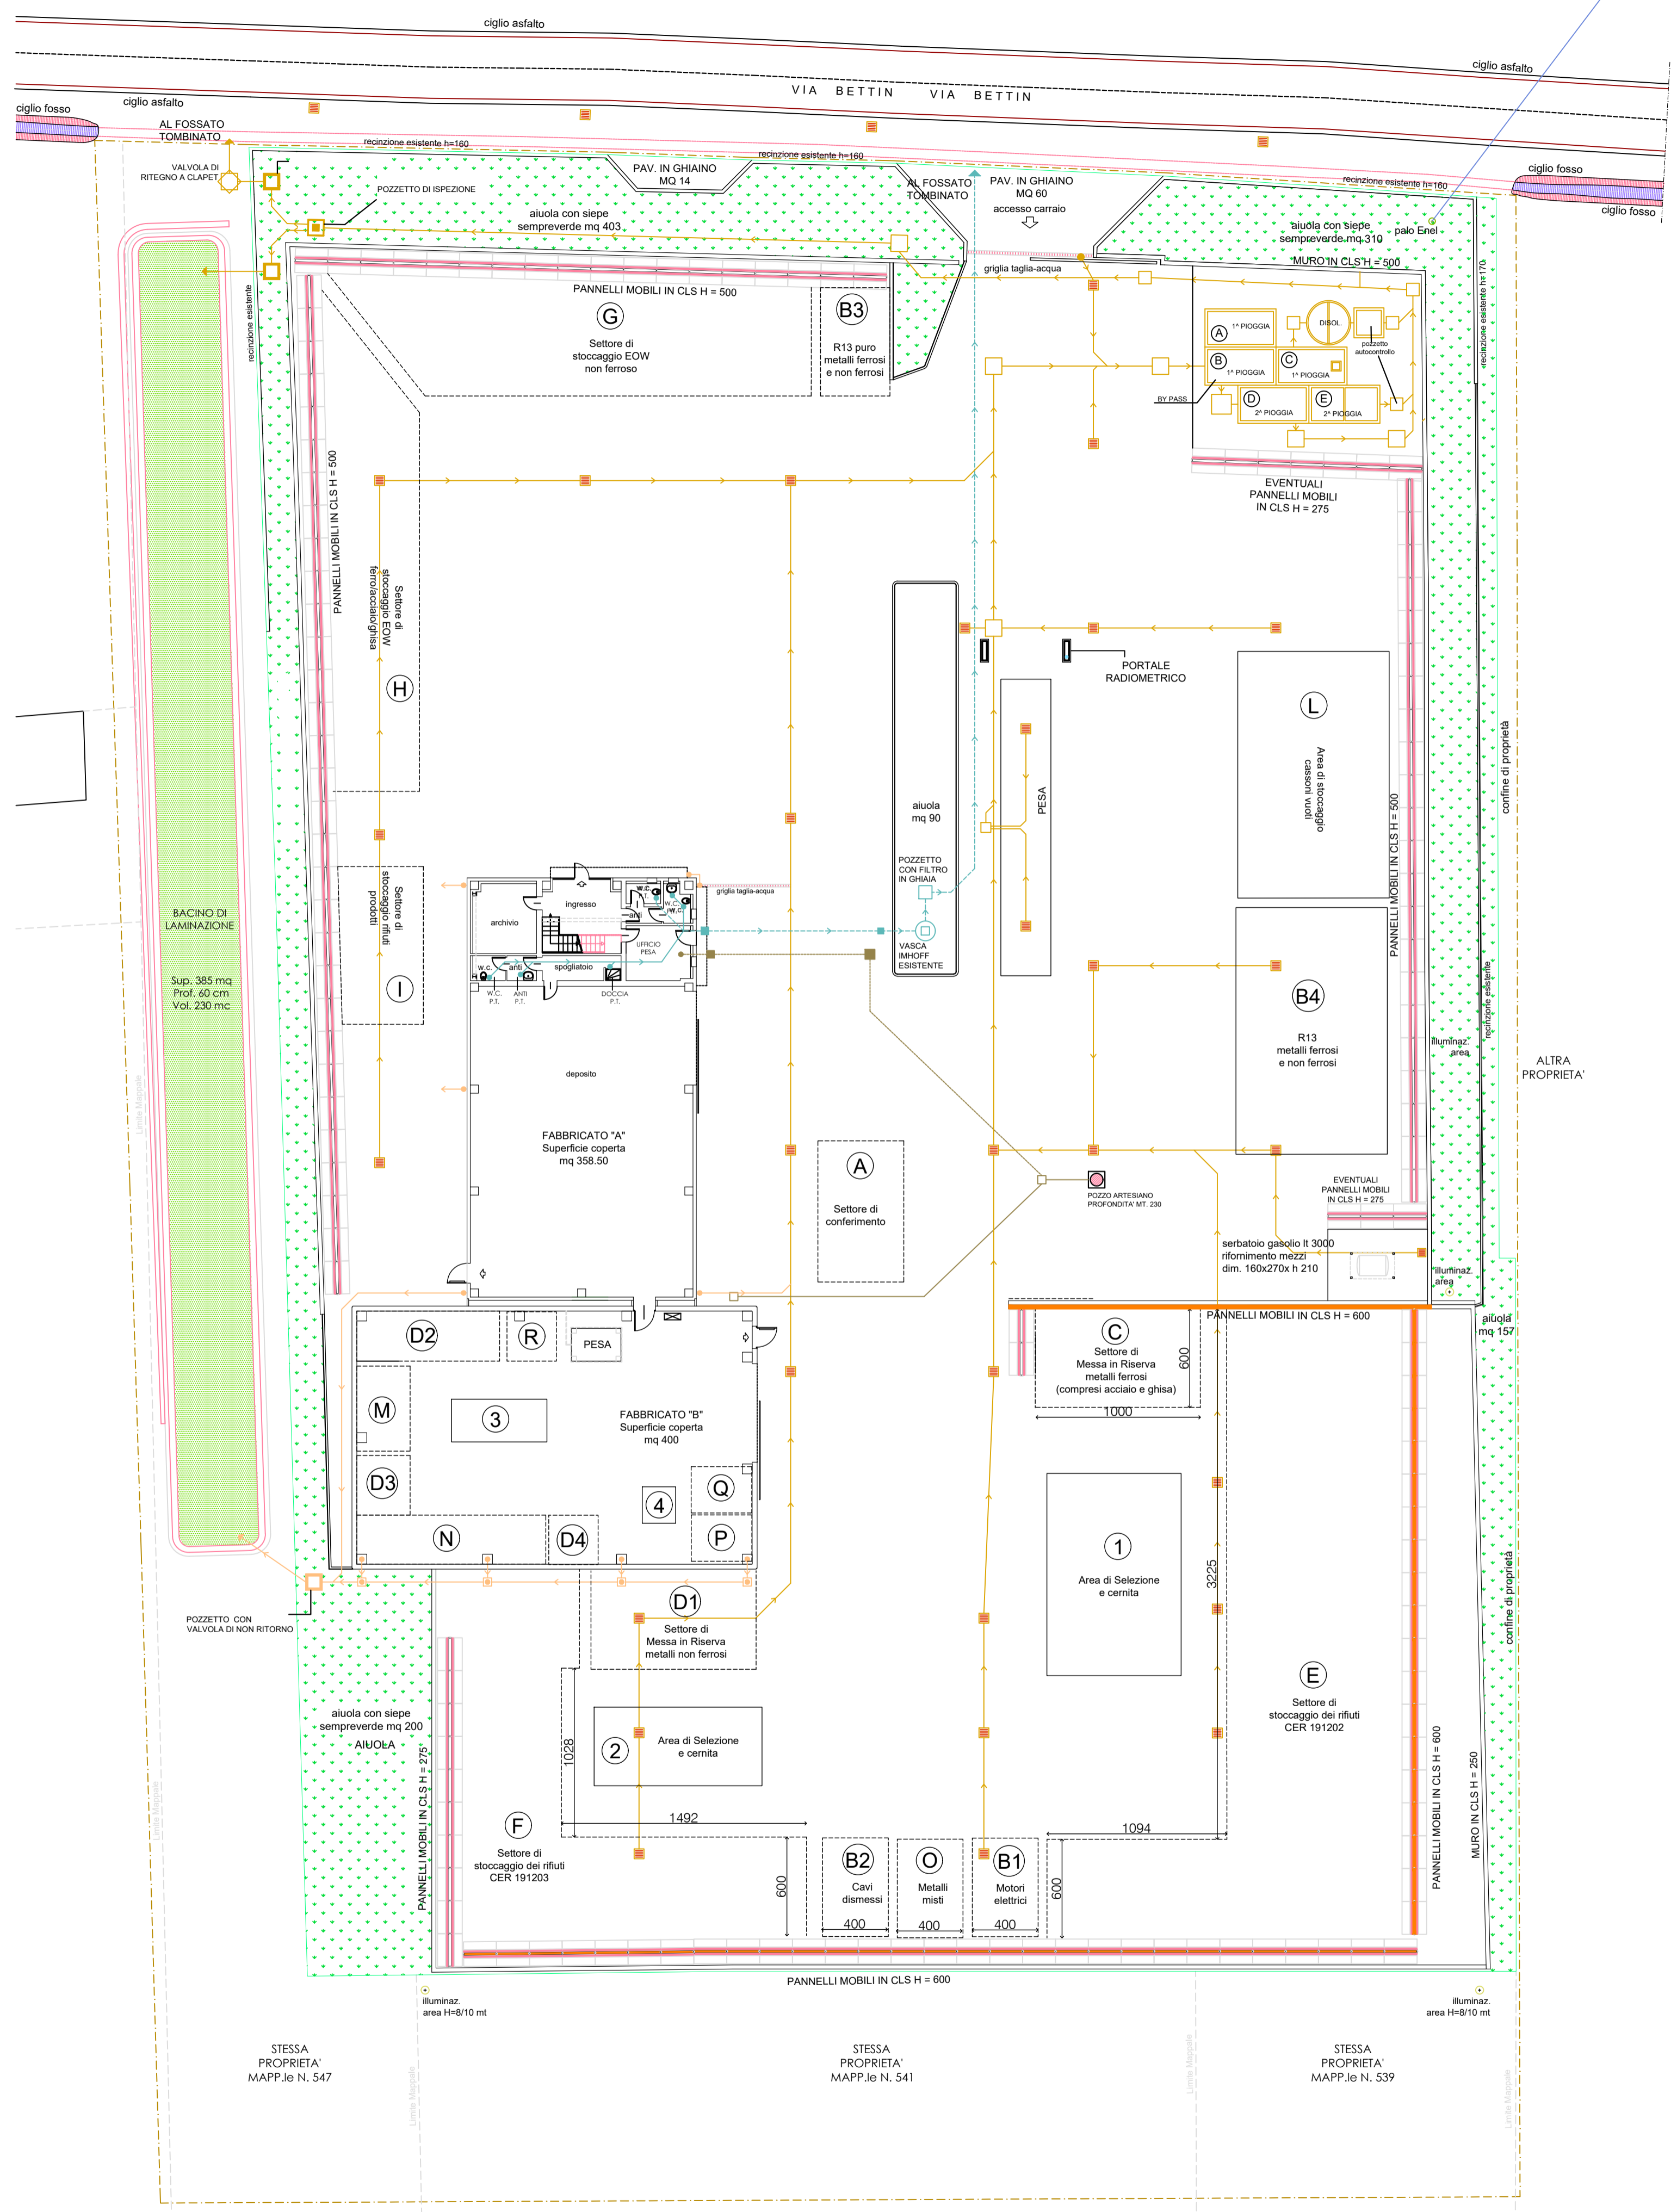 ciglio asfalto
ciglio asfalto
VIA BETTIN VIA BETTIN
ciglio asfalto
ciglio fosso
AL FOSSATO
TOMBINATO
recinzione esistente h=160
recinzione esistente h=160
recinzione esistente h=160
ciglio fosso
ciglio fosso
VALVOLA DI
RITEGNO A CLAPET
POZZETTO DI ISPEZIONE
PAV. IN GHIAINO
MQ 14
AL FOSSATO
TOMBINATO
PAV. IN GHIAINO
MQ 60
accesso carraio
aiuola con siepe
sempreverde mq 403
aiuola con siepe
sempreverde mq 310
palo Enel
MURO IN CLS H = 500
griglia taglia-acqua
recinzione esistente
recinzione esistente h=170
PANNELLI MOBILI IN CLS H = 500
G
Settore di
stoccaggio EOW
non ferroso
B3
R13 puro
metalli ferrosi
e non ferrosi
A
1^ PIOGGIA
B
1^ PIOGGIA
C
1^ PIOGGIA
DISOL.
pozzetto
autocontrollo
D
2^ PIOGGIA
E
2^ PIOGGIA
BY PASS
EVENTUALI
PANNELLI MOBILI
IN CLS H = 275
PANNELLI MOBILI IN CLS H = 500
Settore di
stoccaggio EOW
ferro/acciaio/ghisa
H
PORTALE
RADIOMETRICO
L
Area di stoccaggio
cassoni vuoti
PESA
confine di proprietà
PANNELLI MOBILI IN CLS H = 500
aiuola
mq 90
POZZETTO
CON FILTRO
IN GHIAIA
VASCA
IMHOFF
ESISTENTE
BACINO DI
LAMINAZIONE
Sup. 385 mq
Prof. 60 cm
Vol. 230 mc
Settore di
stoccaggio rifiuti
prodotti
I
griglia taglia-acqua
ingresso
archivio
W.C.
P.T.
W.C.
W.C.
anti
UFFICIO
PESA
w.c.
anti
spogliatoio
W.C.
P.T.
ANTI
P.T.
DOCCIA
P.T.
deposito
FABBRICATO "A"
Superficie coperta
mq 358.50
B4
R13
metalli ferrosi
e non ferrosi
recinzione esistente
illuminaz.
area
ALTRA
PROPRIETA'
Limite Mappale
A
Settore di
conferimento
POZZO ARTESIANO
PROFONDITA' MT. 230
EVENTUALI
PANNELLI MOBILI
IN CLS H = 275
serbatoio gasolio lt 3000
rifornimento mezzi
dim. 160x270x h 210
illuminaz.
area
PANNELLI MOBILI IN CLS H = 600
aiuola
mq 157
D2
R
PESA
M
3
FABBRICATO "B"
Superficie coperta
mq 400
D3
Q
4
N
D4
P
C
Settore di
Messa in Riserva
metalli ferrosi
(compresi acciaio e ghisa)
600
1000
1
Area di Selezione
e cernita
3225
confine di proprietà
POZZETTO CON
VALVOLA DI NON RITORNO
D1
Settore di
Messa in Riserva
metalli non ferrosi
E
Settore di
stoccaggio dei rifiuti
CER 191202
aiuola con siepe
sempreverde mq 200
AIUOLA
2
Area di Selezione
e cernita
1028
1492
1094
PANNELLI MOBILI IN CLS H = 275
PANNELLI MOBILI IN CLS H = 600
MURO IN CLS H = 250
Limite Mappale
F
Settore di
stoccaggio dei rifiuti
CER 191203
600
B2
Cavi
dismessi
400
O
Metalli
misti
400
B1
Motori
elettrici
400
600
PANNELLI MOBILI IN CLS H = 600
illuminaz.
area H=8/10 mt
illuminaz.
area H=8/10 mt
STESSA
PROPRIETA'
MAPP.le N. 547
STESSA
PROPRIETA'
MAPP.le N. 541
STESSA
PROPRIETA'
MAPP.le N. 539
Limite Mappale
Limite Mappale
Limite Mappale